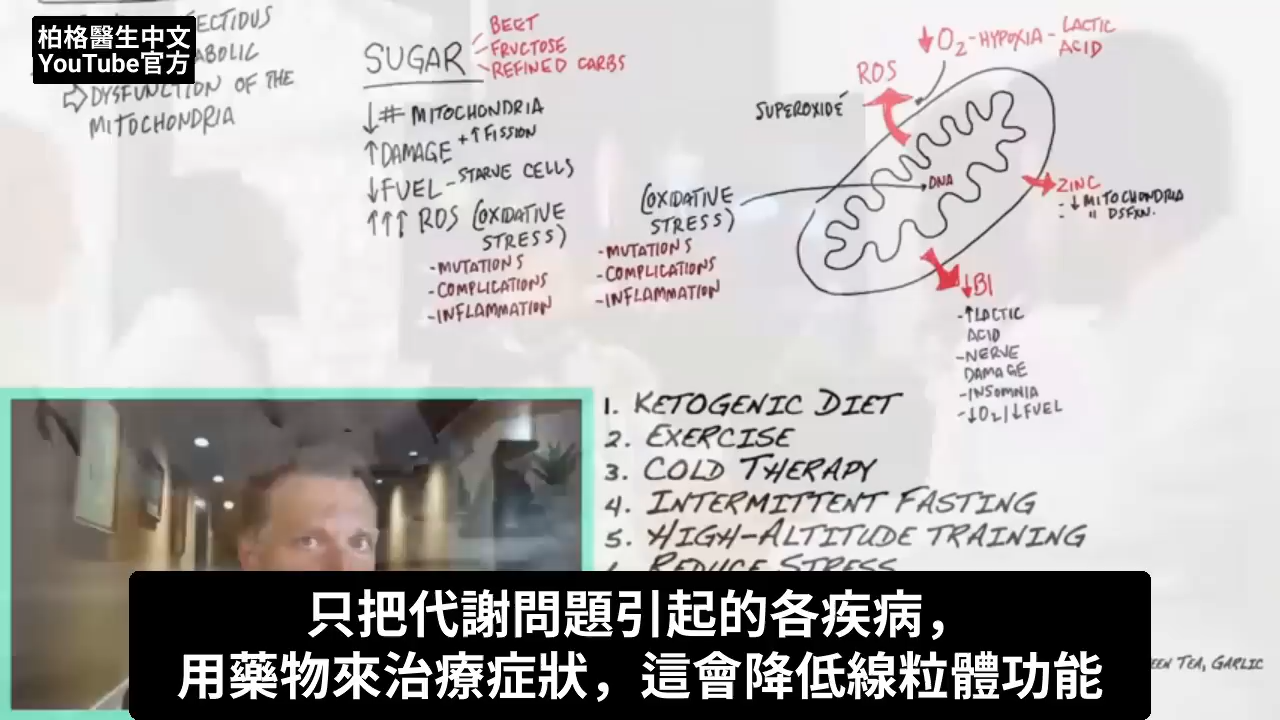 柏格醫生中文
YouTube官方
DYSFUNCTION OF THE
MITOCHONDRIA
SUGAR
BEET
FRUCTOSE
REFINED CARBS
↓# MITOCHONDRIA
↑DAMAGE +↑FISSION
↓FUEL - STARVE CELLS
↑↑↑ ROS (OXIDATIVE
STRESS)
-MUTATIONS
-COMPLICATIONS
-INFLAMMATION
(OXIDATIVE
STRESS)
-MUTATIONS
-COMPLICATIONS
-INFLAMMATION
↓O₂-HYPOXIA-LACTIC
ACID
ROS
SUPEROXIDE
DNA
ZINC
-↓MITOCHONDRIA
" DSFXN.
↓B1
-↑LACTIC
ACID
-NERVE
DAMAGE
-INSOMNIA
-↓O₂/↓FUEL
1. KETOGENIC DIET
2. EXERCISE
3. COLD THERAPY
4. INTERMITTENT FASTING
5. HIGH-ALTITUDE TRAINING
REDUCE STRESS
TEA, GARLIC
只把代謝問題引起的各疾病，
用藥物來治療症狀，這會降低線粒體功能